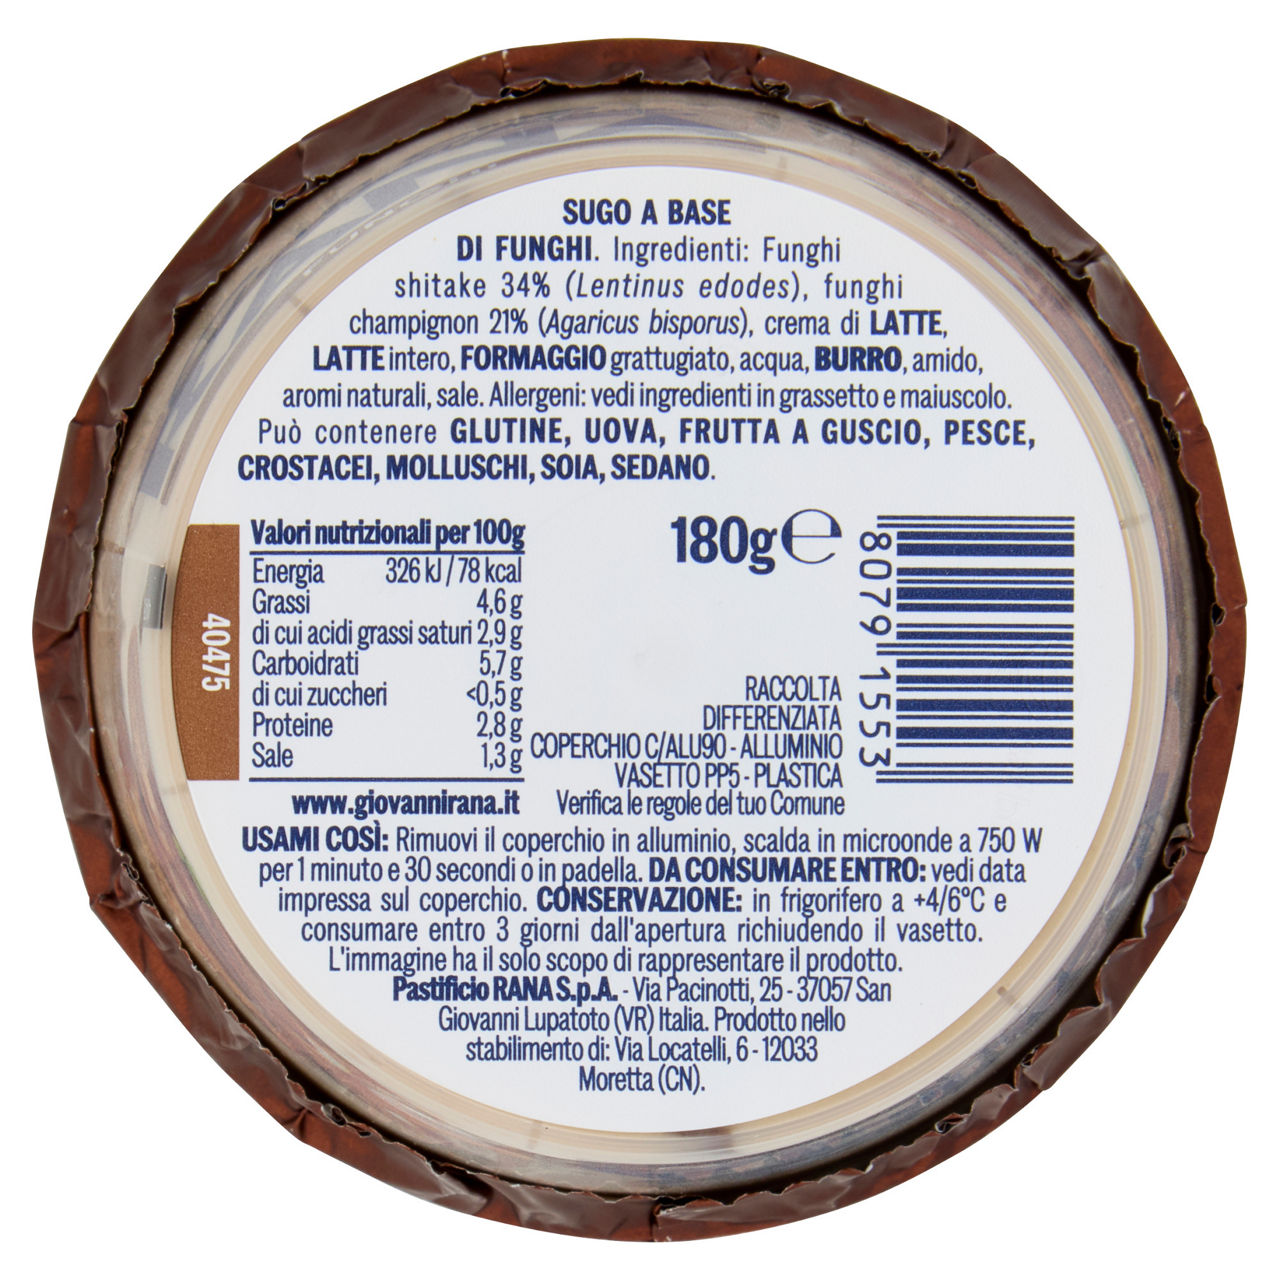 SUGO A BASE
DI FUNGHI. Ingredienti: Funghi
shitake 34% (Lentinus edodes), funghi
champignon 21% (Agaricus bisporus), crema di LATTE,
LATTE intero, FORMAGGIO grattugiato, acqua, BURRO, amido,
aromi naturali, sale. Allergeni: vedi ingredienti in grassetto e maiuscolo.
Può contenere GLUTINE, UOVA, FRUTTA A GUSCIO, PESCE,
CROSTACEI, MOLLUSCHI, SOIA, SEDANO.
40475
Valori nutrizionali per 100g
Energia 326 kJ / 78 kcal
Grassi 4,6 g
di cui acidi grassi saturi 2,9 g
Carboidrati 5,7 g
di cui zuccheri <0,5 g
Proteine 2,8 g
Sale 1,3 g
www.giovannirana.it
180g e
8079 1553
RACCOLTA
DIFFERENZIATA
COPERCHIO C/ALU90 - ALLUMINIO
VASETTO PP5 - PLASTICA
Verifica le regole del tuo Comune
USAMI COSÌ: Rimuovi il coperchio in alluminio, scalda in microonde a 750 W
per 1 minuto e 30 secondi o in padella. DA CONSUMARE ENTRO: vedi data
impressa sul coperchio. CONSERVAZIONE: in frigorifero a +4/6°C e
consumare entro 3 giorni dall'apertura richiudendo il vasetto.
L'immagine ha il solo scopo di rappresentare il prodotto.
Pastificio RANA S.p.A. - Via Pacinotti, 25 - 37057 San
Giovanni Lupatoto (VR) Italia. Prodotto nello
stabilimento di: Via Locatelli, 6 - 12033
Moretta (CN).